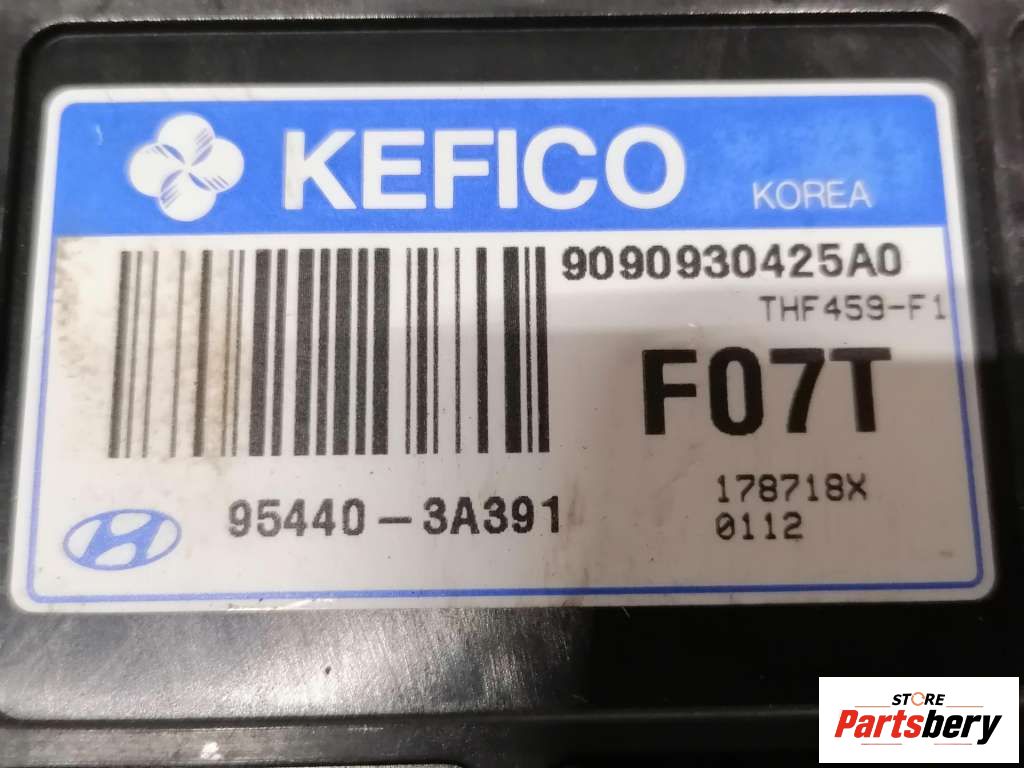 KEFICO
KOREA
9090930425A0
THF459-F1
F07T
95440-3A391
178718X
0112
STORE
Partsbery